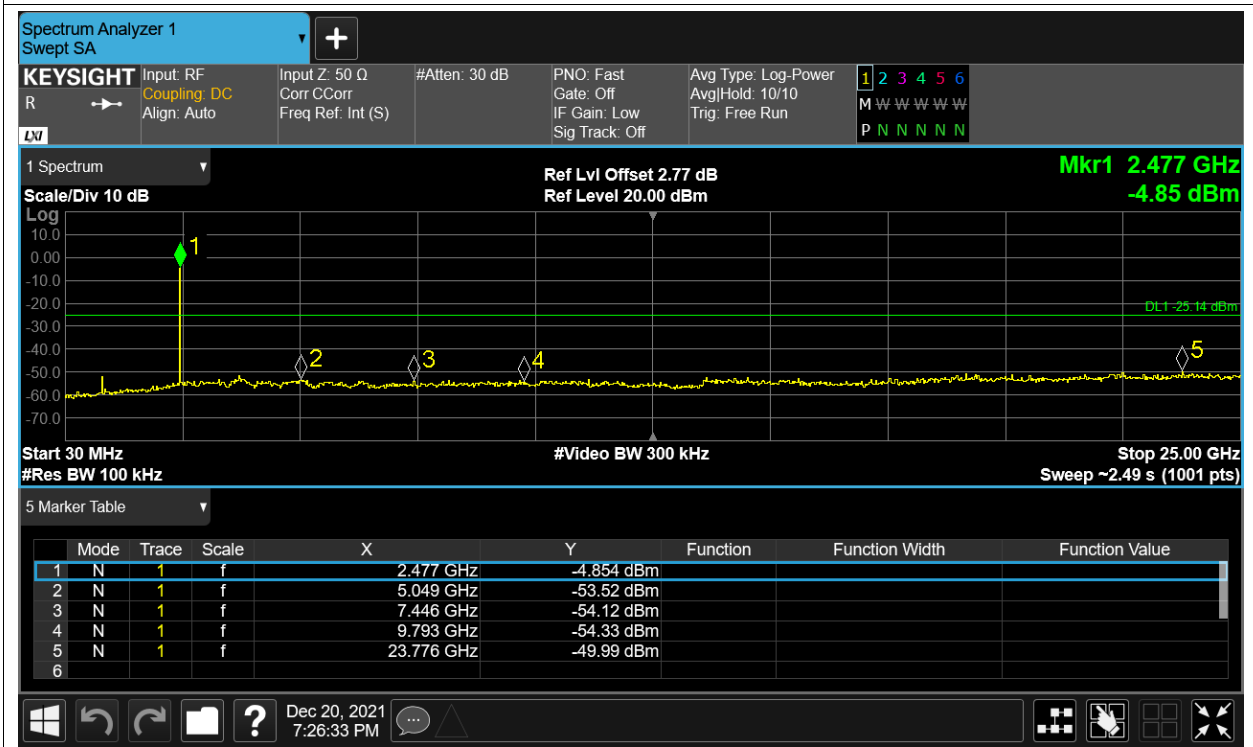 Spectrum Analyzer 1
Swept SA
KEYSIGHT Input: RF Input Z: 50 Ω #Atten: 30 dB PNO: Fast Avg Type: Log-Power 1 2 3 4 5 6
R Coupling: DC Corr CCorr Gate: Off Avg|Hold: 10/10 M W W W W W
Align: Auto Freq Ref: Int (S) IF Gain: Low Trig: Free Run
LXI Sig Track: Off P N N N N N
1 Spectrum Ref Lvl Offset 2.77 dB Mkr1 2.477 GHz
Scale/Div 10 dB Ref Level 20.00 dBm -4.85 dBm
Log
10.0 1
0.00
-10.0
-20.0 DL1 -25.14 dBm
-30.0
-40.0 2 3 4 5
-50.0
-60.0
-70.0
Start 30 MHz #Video BW 300 kHz Stop 25.00 GHz
#Res BW 100 kHz Sweep ~2.49 s (1001 pts)
5 Marker Table
Mode Trace Scale X Y Function Function Width Function Value
1 N 1 f 2.477 GHz -4.854 dBm
2 N 1 f 5.049 GHz -53.52 dBm
3 N 1 f 7.446 GHz -54.12 dBm
4 N 1 f 9.793 GHz -54.33 dBm
5 N 1 f 23.776 GHz -49.99 dBm
6
? Dec 20, 2021
7:26:33 PM